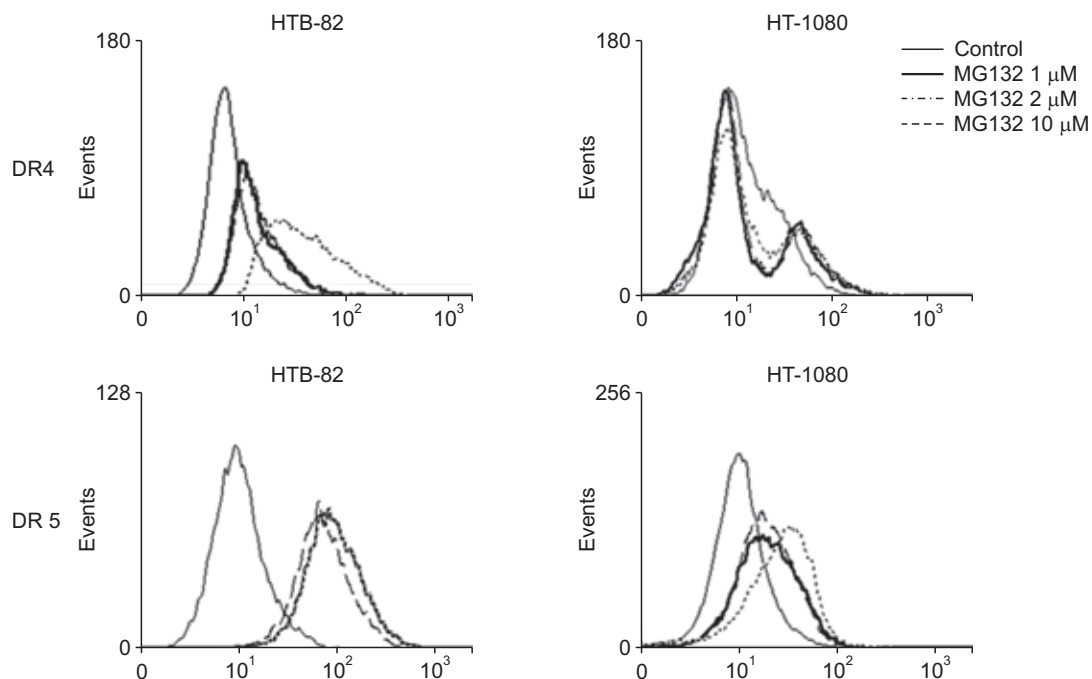 HTB-82
HT-1080
180
180
Control
MG132 1 μM
MG132 2 μM
MG132 10 μM
DR4
Events
Events
0
0
0 10¹ 10² 10³
0 10¹ 10² 10³
HTB-82
HT-1080
128
256
DR 5
Events
Events
0
0
0 10¹ 10² 10³
0 10¹ 10² 10³